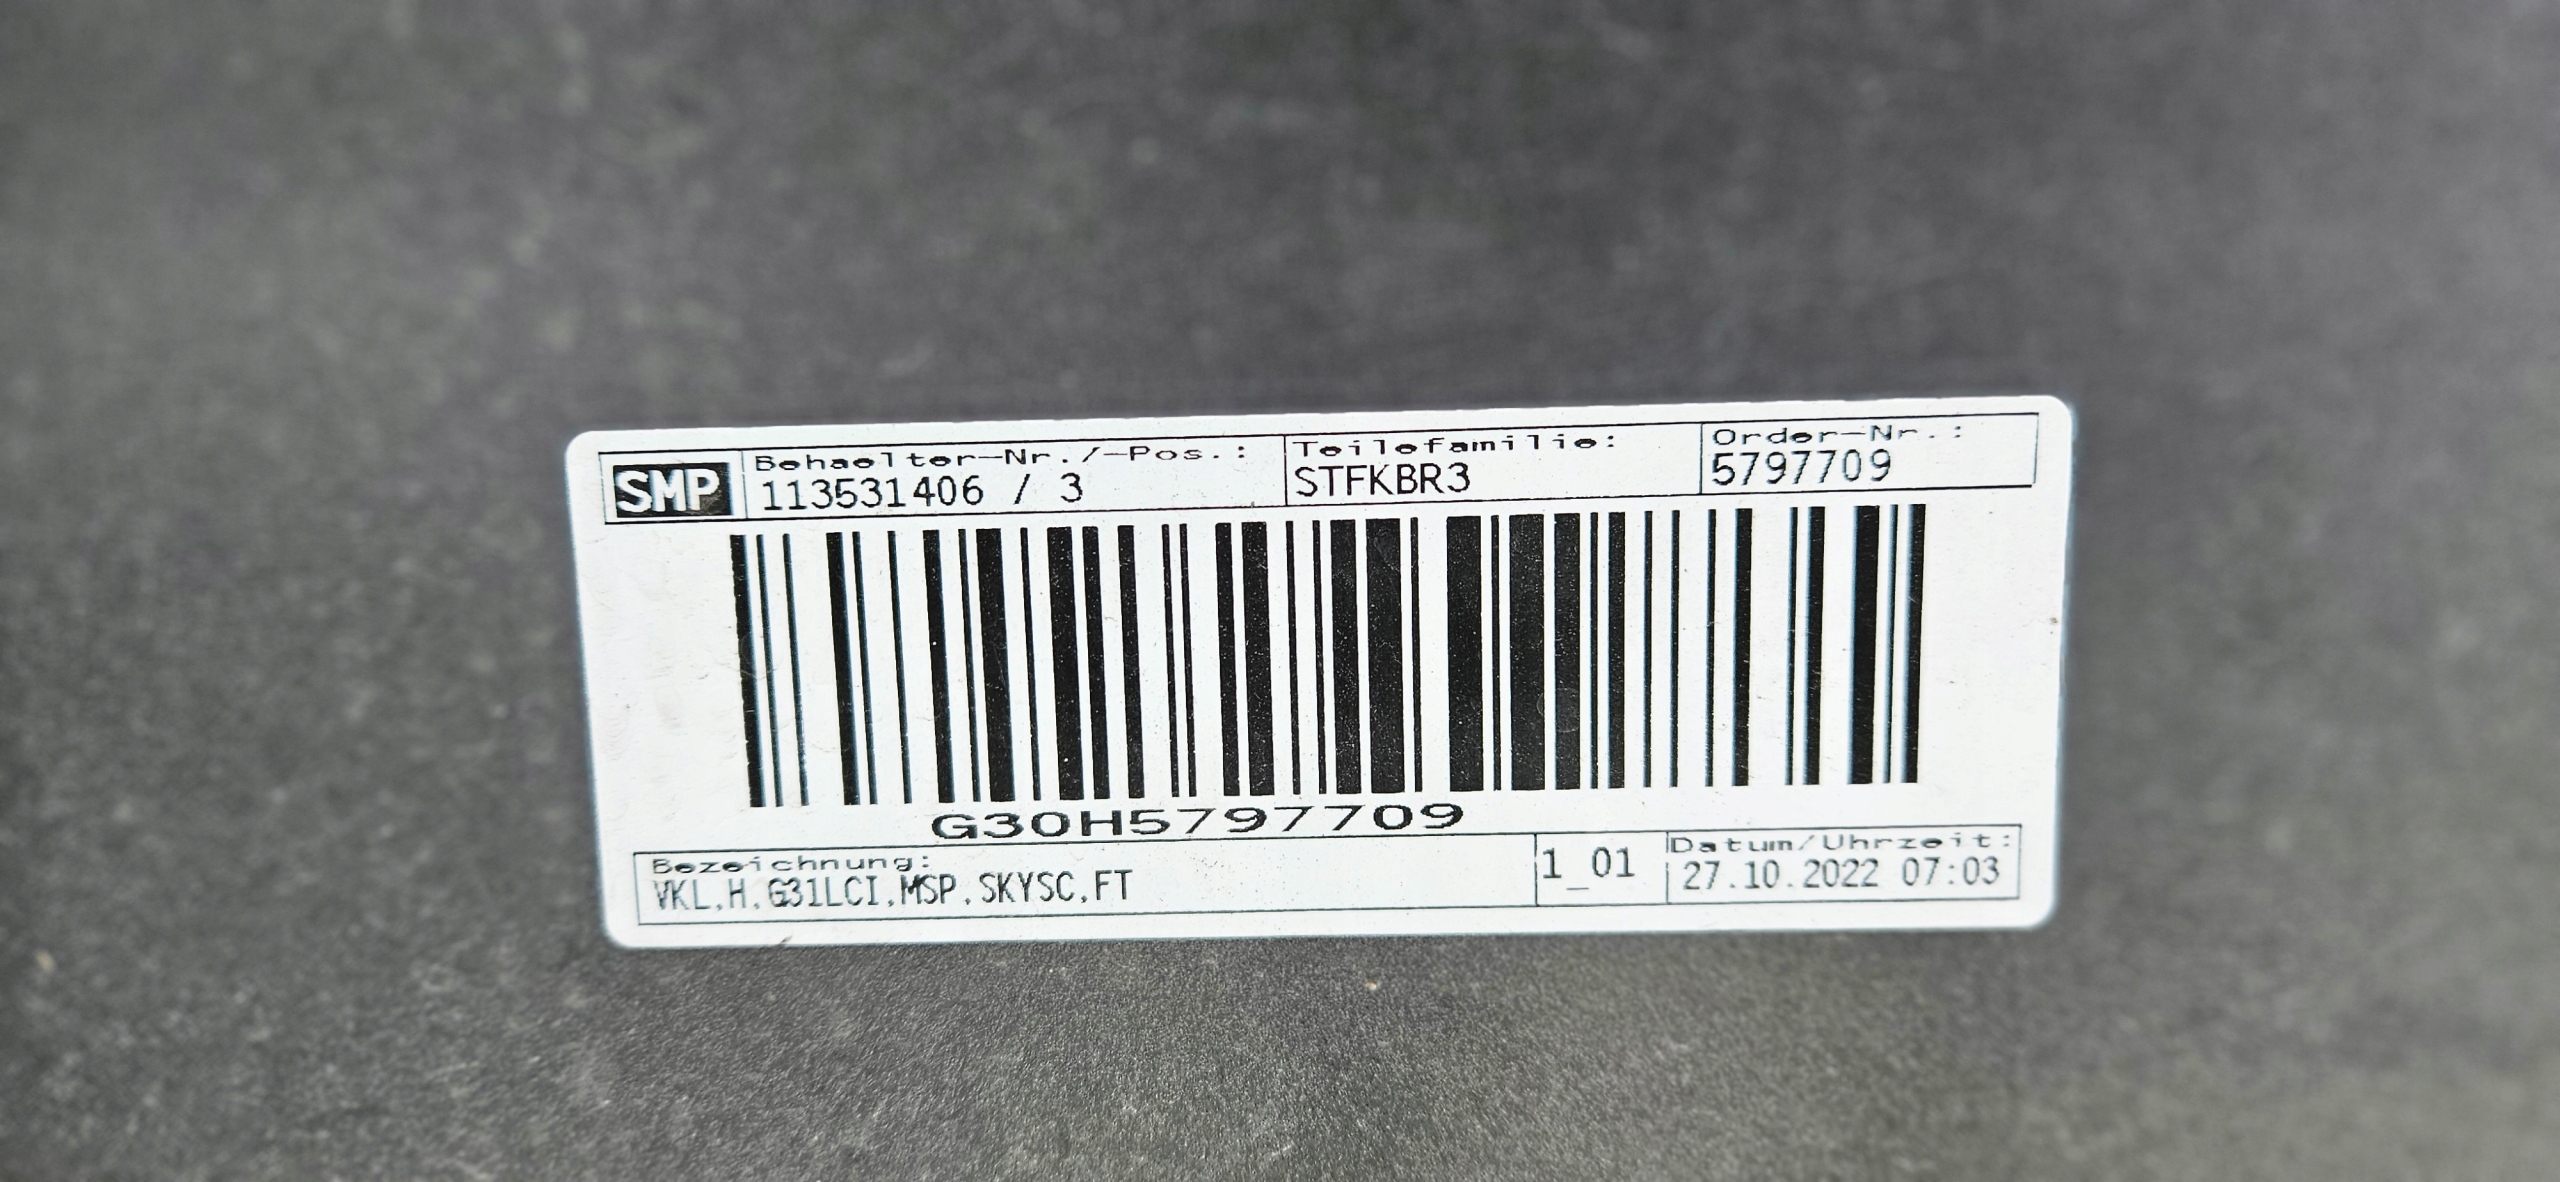 SMP
Behaelter-Nr./-Pos.:
113531406 / 3
Teilefamilie:
STFKBR3
Order-Nr.:
5797709
G30H5797709
Bezeichnung:
VKL,H,G31LCI,MSP,SKYSC,FT
1_01
Datum/Uhrzeit:
27.10.2022 07:03